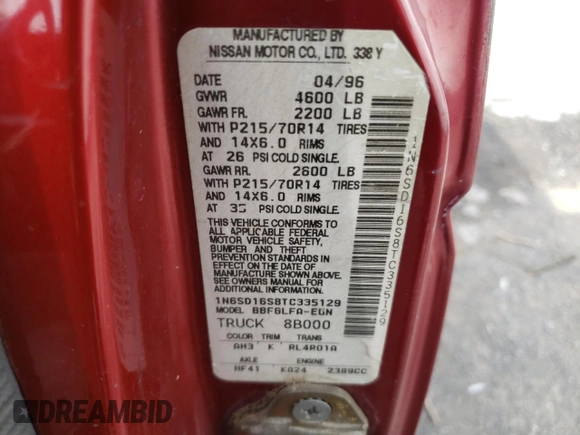 MANUFACTURED BY
NISSAN MOTOR CO., LTD. 338Y
DATE 04/96
GVWR 4600 LB
GAWR FR. 2200 LB
WITH P215/70R14 TIRES
AND 14X6.0 RIMS
AT 26 PSI COLD SINGLE.
GAWR RR. 2600 LB
WITH P215/70R14 TIRES
AND 14X6.0 RIMS
AT 35 PSI COLD SINGLE.
THIS VEHICLE CONFORMS TO
ALL APPLICABLE FEDERAL
MOTOR VEHICLE SAFETY,
BUMPER AND THEFT
PREVENTION STANDARDS
IN EFFECT ON THE DATE OF
MANUFACTURE SHOWN ABOVE.
SEE OWNERS MANUAL FOR
ADDITIONAL INFORMATION
1N6SD16S8TC335129
MODEL BBFGLFA-EGN
TRUCK 8B000
COLOR TRIM TRANS
AH3 K RL4R01A
AXLE ENGINE
HF41 KA24 2389CC
1N6SD16S8TC335129
DREAMBID